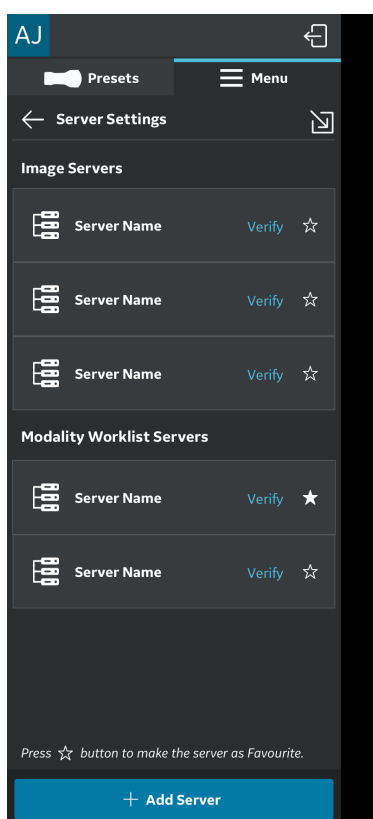 AJ
Presets Menu
Server Settings
Image Servers
Server Name Verify
Server Name Verify
Server Name Verify
Modality Worklist Servers
Server Name Verify
Server Name Verify
Press ☆ button to make the server as Favourite.
+ Add Server